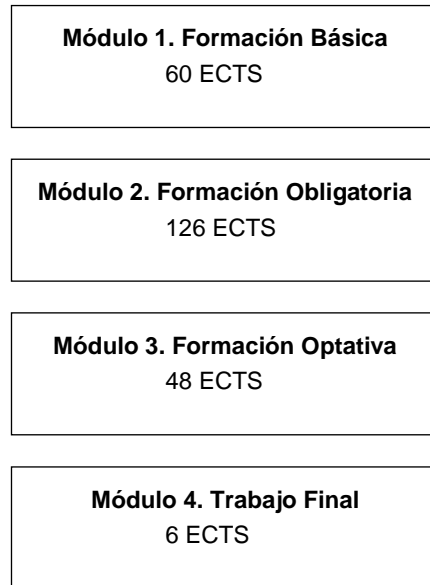 Módulo 1. Formación Básica
60 ECTS
Módulo 2. Formación Obligatoria
126 ECTS
Módulo 3. Formación Optativa
48 ECTS
Módulo 4. Trabajo Final
6 ECTS